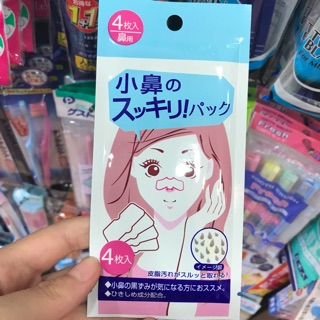 4枚入
鼻用
小鼻の
スッキリ!パック
4枚入
イメージ図
皮脂汚れがスルッと取れる!
◆小鼻の黒ずみが気になる方におススメ。
◆ひきしめ成分配合。